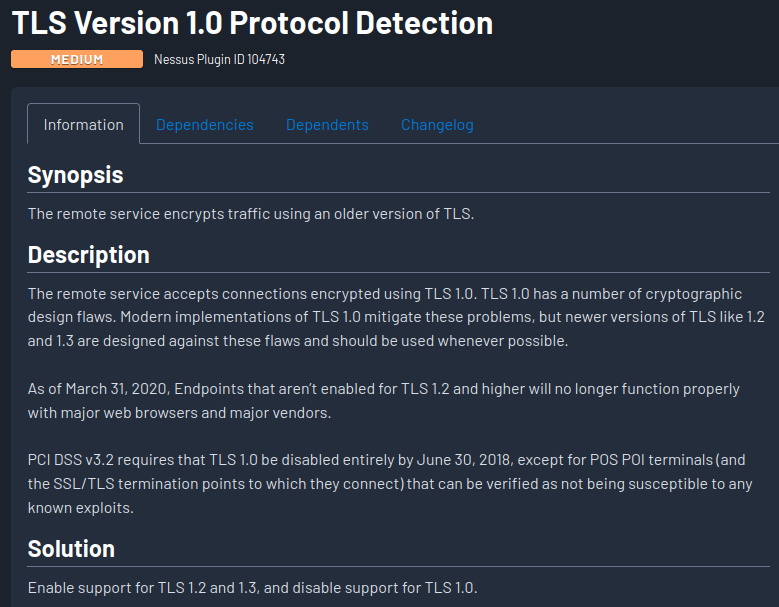 TLS Version 1.0 Protocol Detection
MEDIUM Nessus Plugin ID 104743
Information Dependencies Dependents Changelog
Synopsis
The remote service encrypts traffic using an older version of TLS.
Description
The remote service accepts connections encrypted using TLS 1.0. TLS 1.0 has a number of cryptographic
design flaws. Modern implementations of TLS 1.0 mitigate these problems, but newer versions of TLS like 1.2
and 1.3 are designed against these flaws and should be used whenever possible.
As of March 31, 2020, Endpoints that aren't enabled for TLS 1.2 and higher will no longer function properly
with major web browsers and major vendors.
PCI DSS v3.2 requires that TLS 1.0 be disabled entirely by June 30, 2018, except for POS POI terminals (and
the SSL/TLS termination points to which they connect) that can be verified as not being susceptible to any
known exploits.
Solution
Enable support for TLS 1.2 and 1.3, and disable support for TLS 1.0.